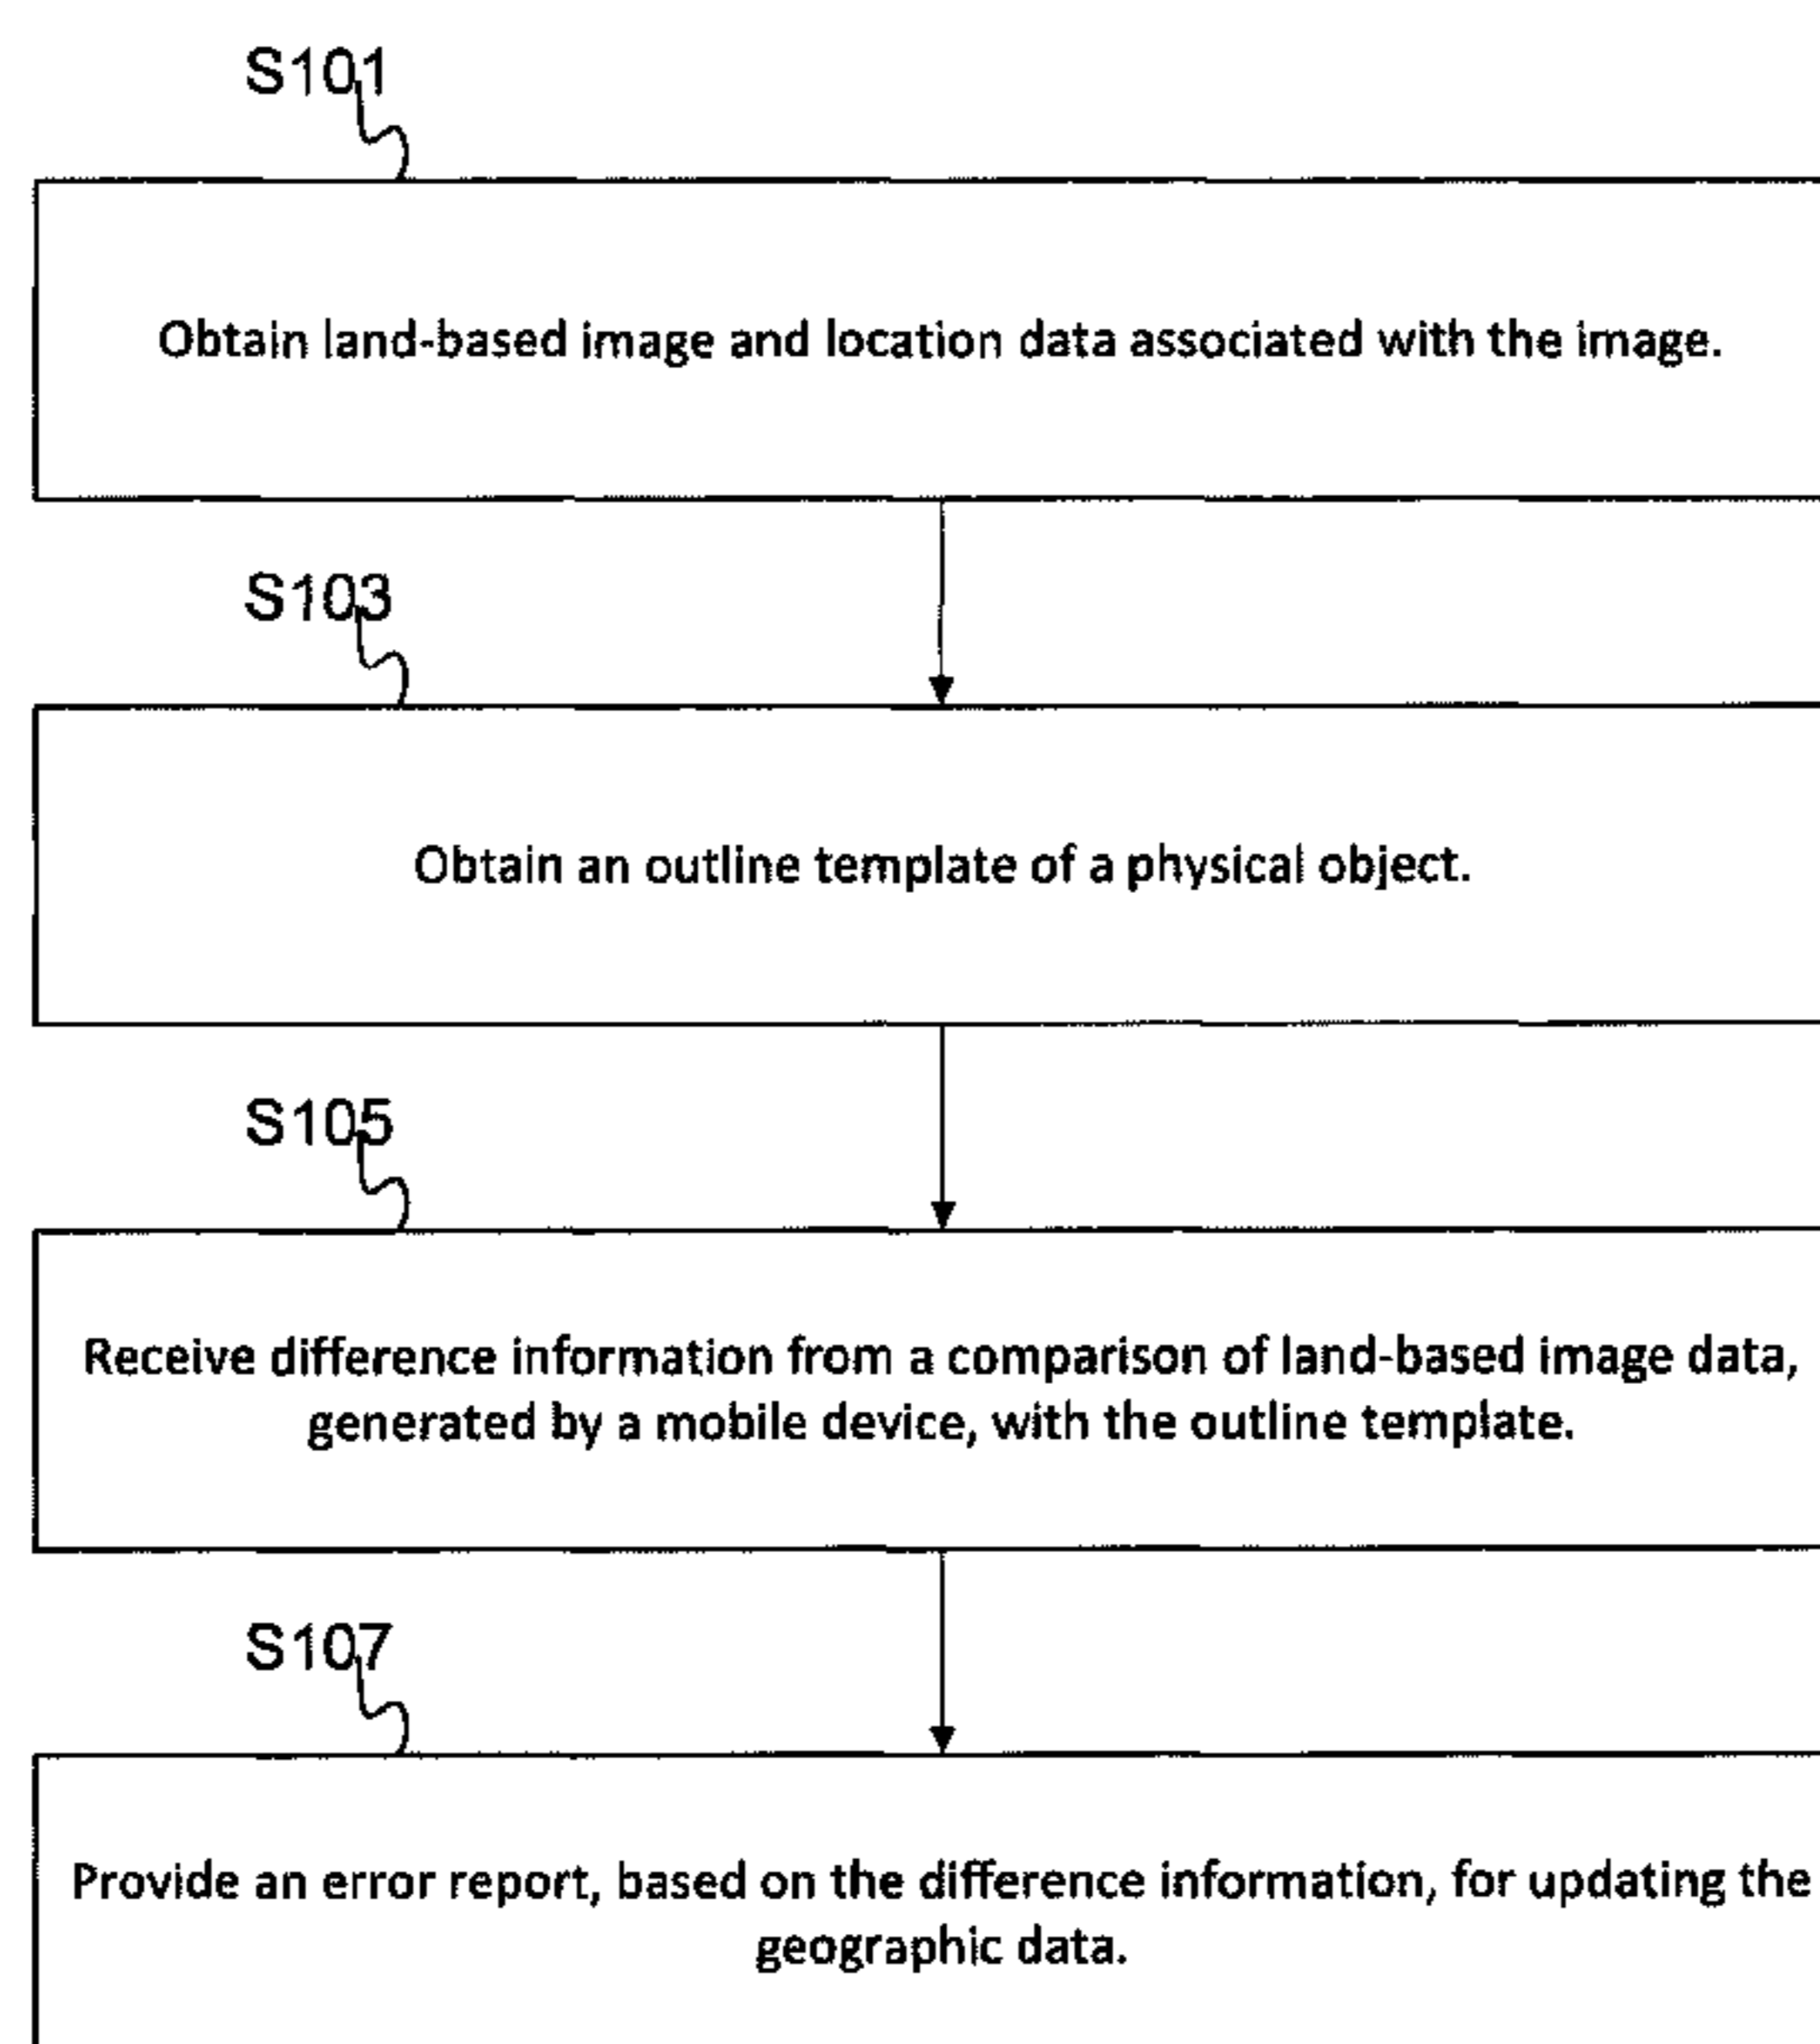 S101
Obtain land-based image and location data associated with the image.
S103
Obtain an outline template of a physical object.
S105
Receive difference information from a comparison of land-based image data,
generated by a mobile device, with the outline template.
S107
Provide an error report, based on the difference information, for updating the
geographic data.